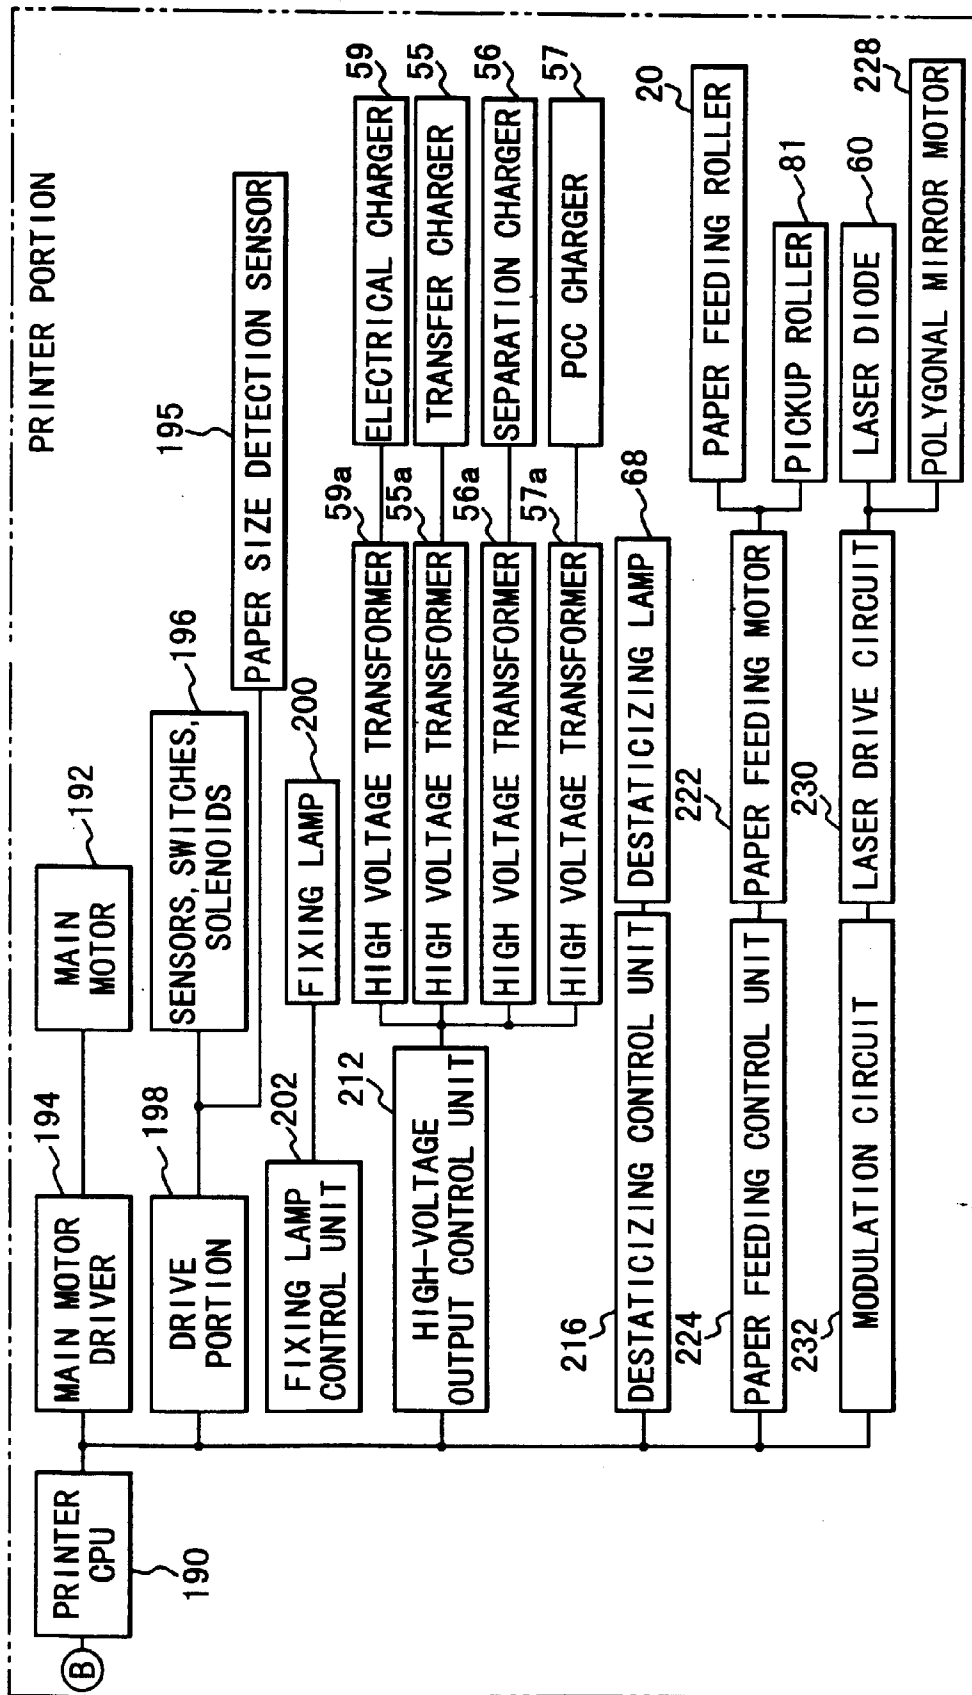 PRINTER PORTION
B
PRINTER
CPU
190
MAIN MOTOR
DRIVER
194
MAIN
MOTOR
192
DRIVE
PORTION
198
SENSORS, SWITCHES,
SOLENOIDS
196
PAPER SIZE DETECTION SENSOR
195
FIXING LAMP
CONTROL UNIT
202
FIXING LAMP
200
HIGH-VOLTAGE
OUTPUT CONTROL UNIT
212
HIGH VOLTAGE TRANSFORMER
59a
ELECTRICAL CHARGER
59
HIGH VOLTAGE TRANSFORMER
55a
TRANSFER CHARGER
55
HIGH VOLTAGE TRANSFORMER
56a
SEPARATION CHARGER
56
HIGH VOLTAGE TRANSFORMER
57a
PCC CHARGER
57
216
DESTATICIZING CONTROL UNIT
DESTATICIZING LAMP
68
224
PAPER FEEDING CONTROL UNIT
222
PAPER FEEDING MOTOR
PAPER FEEDING ROLLER
20
PICKUP ROLLER
81
232
MODULATION CIRCUIT
230
LASER DRIVE CIRCUIT
LASER DIODE
60
POLYGONAL MIRROR MOTOR
228